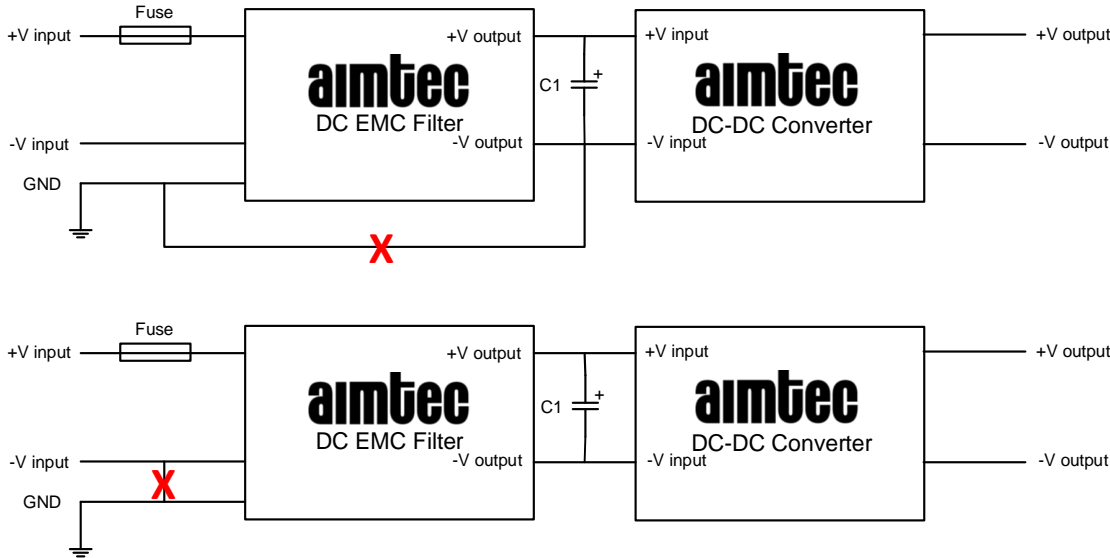 Fuse
+V input
+V output
+V input
+V output
aimtec
aimtec
C1
+
DC EMC Filter
DC-DC Converter
-V input
-V output
-V input
-V output
GND
X
Fuse
+V input
+V output
+V input
+V output
aimtec
aimtec
C1
+
DC EMC Filter
DC-DC Converter
-V input
-V output
-V input
-V output
X
GND